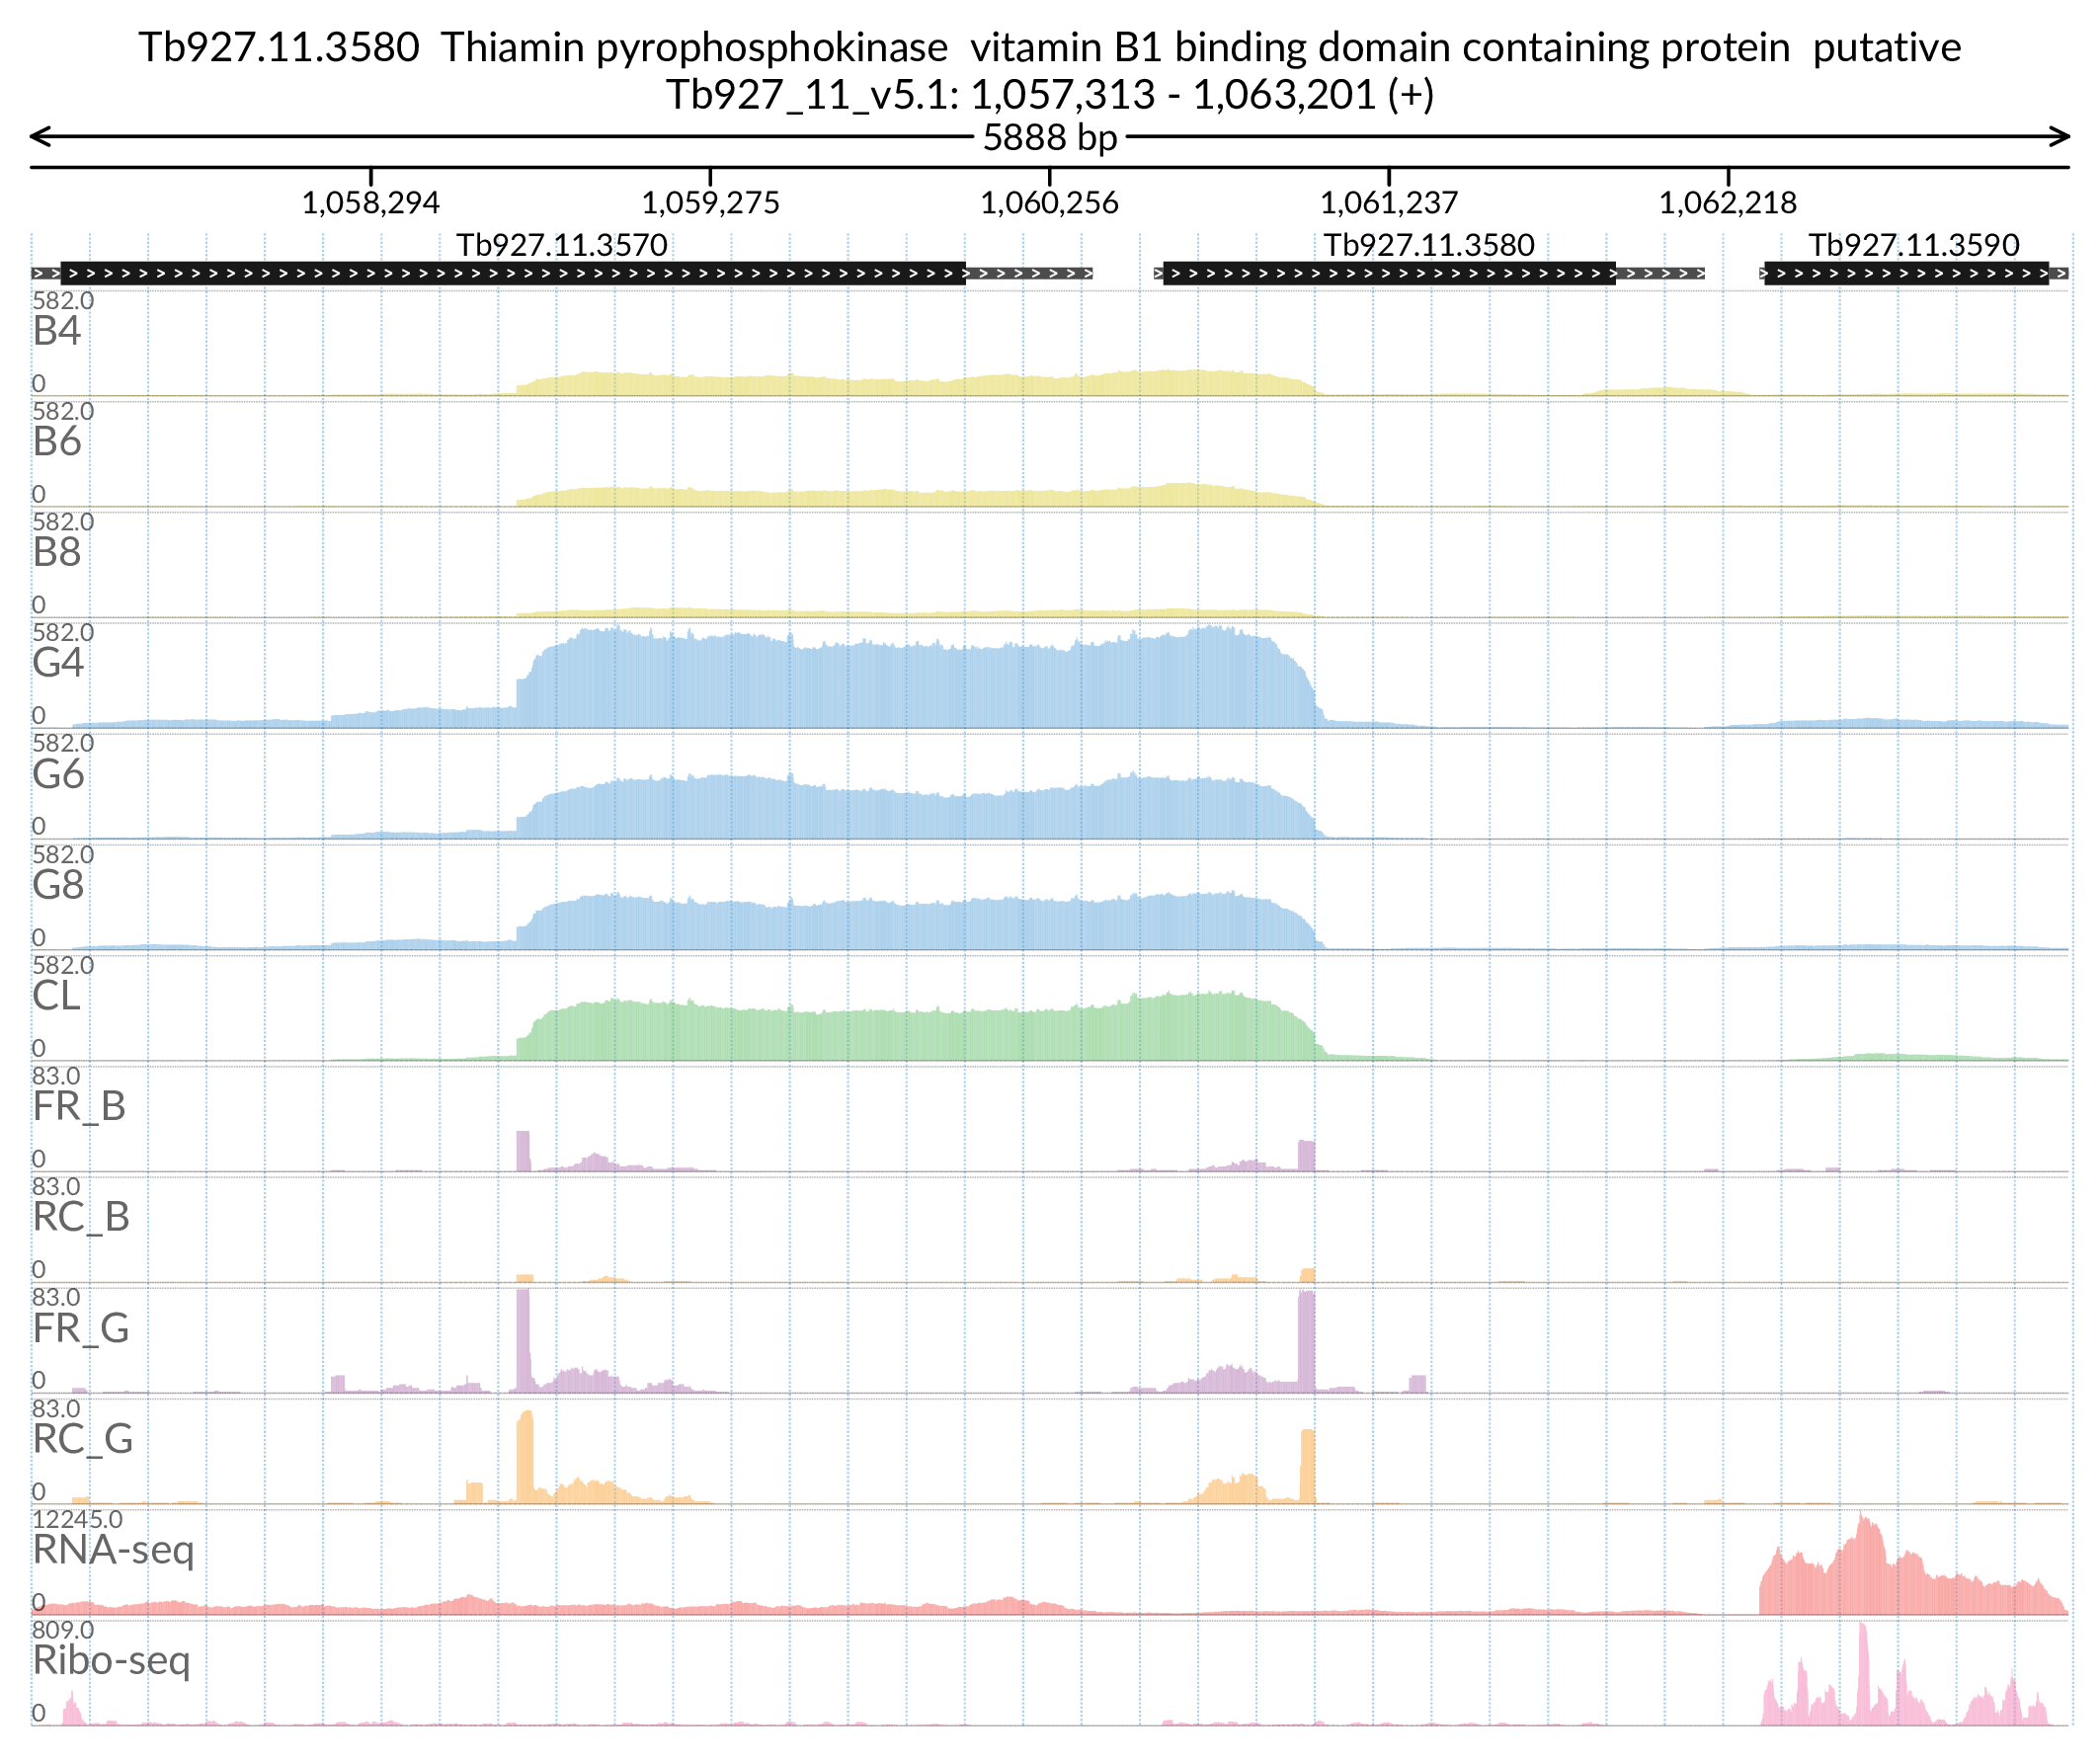 Tb927.11.3580  Thiamin pyrophosphokinase  vitamin B1 binding domain containing protein  putative
Tb927_11_v5.1: 1,057,313 - 1,063,201 (+)
5888 bp
1,058,294 1,059,275 1,060,256 1,061,237 1,062,218
Tb927.11.3570 Tb927.11.3580 Tb927.11.3590
582.0
B4
0
582.0
B6
0
582.0
B8
0
582.0
G4
0
582.0
G6
0
582.0
G8
0
582.0
CL
0
83.0
FR_B
0
83.0
RC_B
0
83.0
FR_G
0
83.0
RC_G
0
12245.0
RNA-seq
0
809.0
Ribo-seq
0